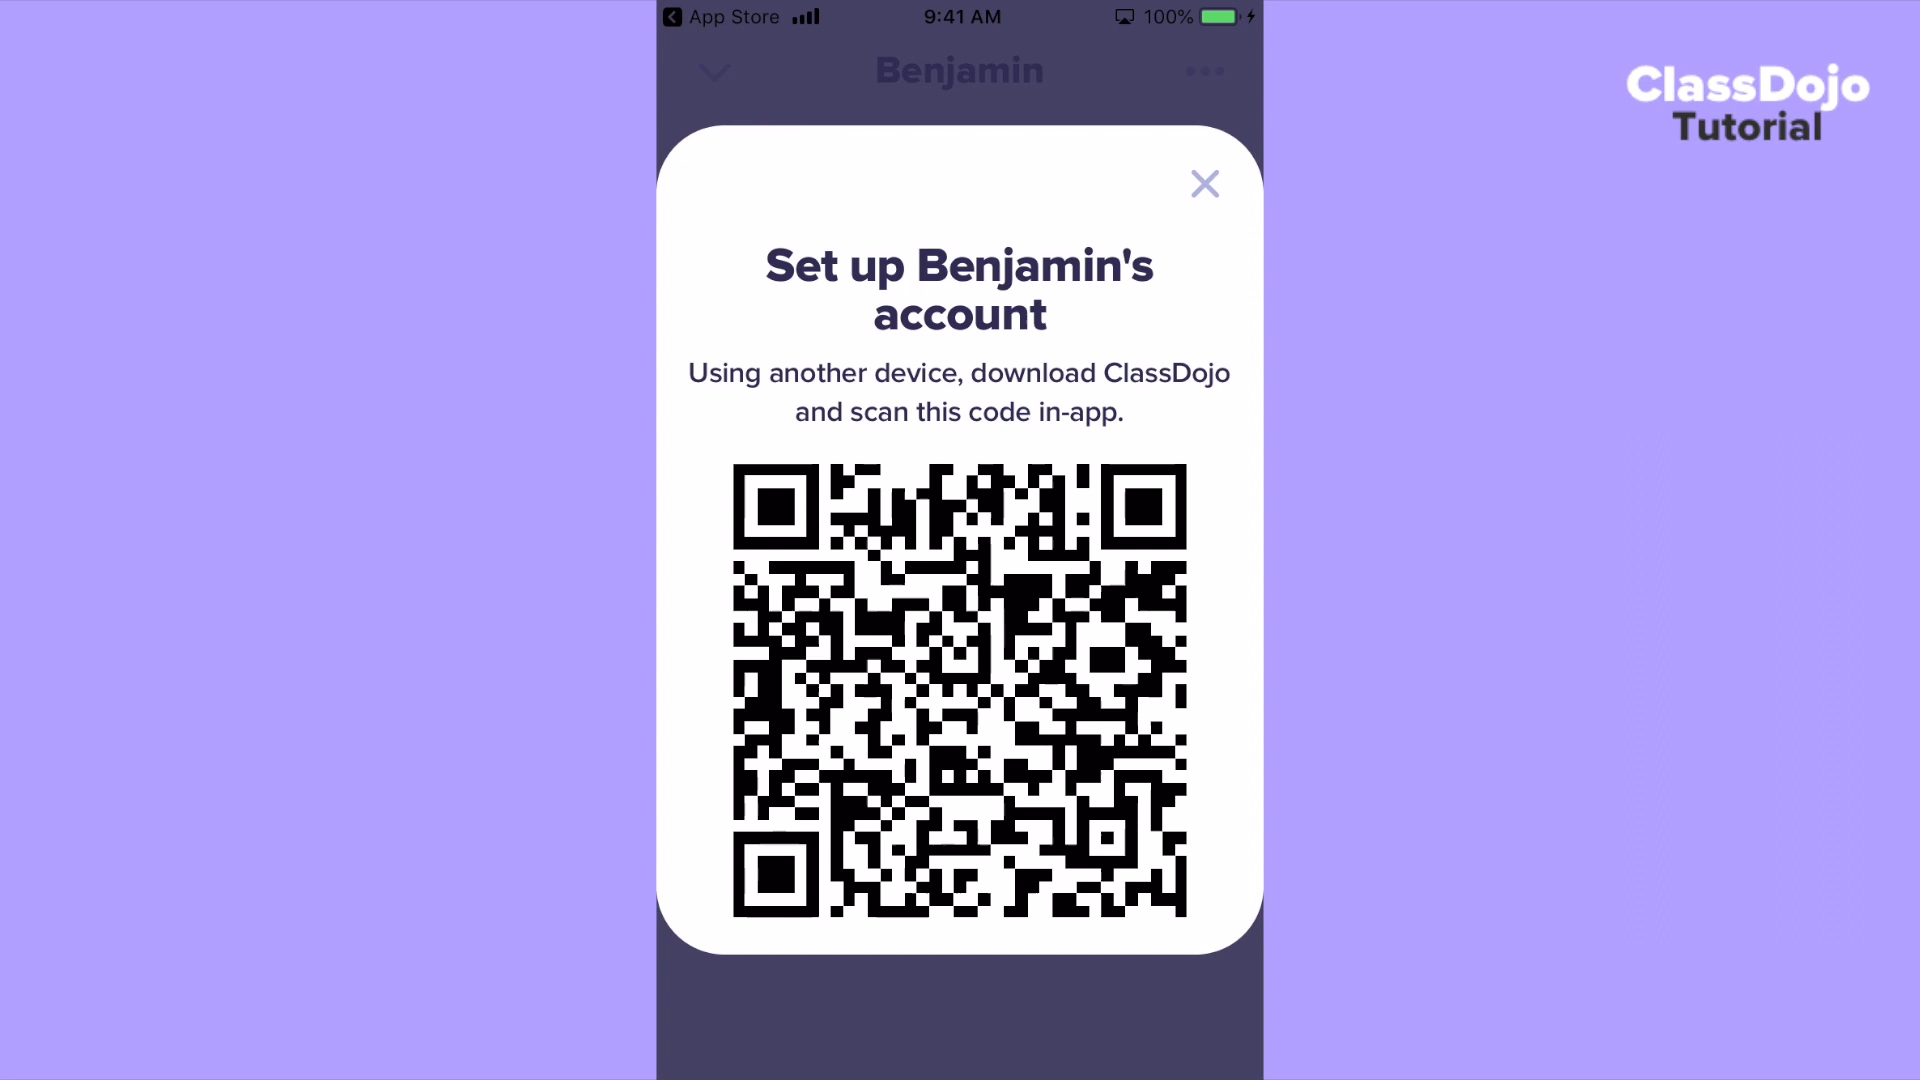 App Store
9:41 AM
100%
Benjamin
ClassDojo
Tutorial
Set up Benjamin's
account
Using another device, download ClassDojo
and scan this code in-app.